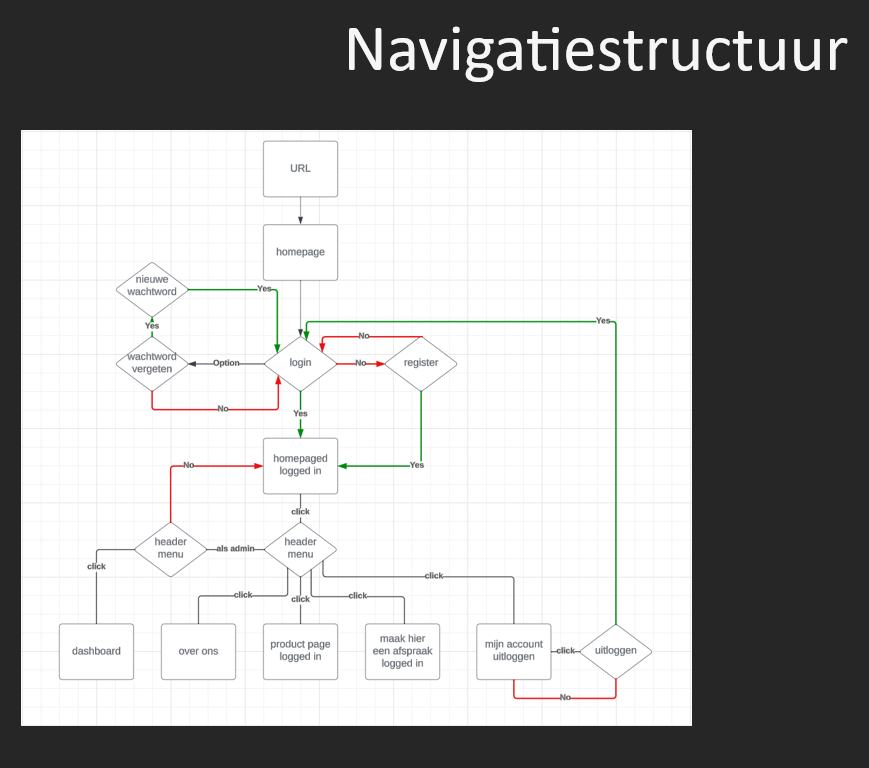 Navigatiestructuur
URL
homepage
nieuwe
wachtword
Yes
Yes
Yes
No
wachtword
vergeten
Option
login
No
register
No
Yes
homepaged
logged in
Yes
No
click
header
menu
als admin
header
menu
click
click
click
click
click
dashboard
over ons
product page
logged in
maak hier
een afspraak
logged in
mijn account
uitloggen
click
uitloggen
No